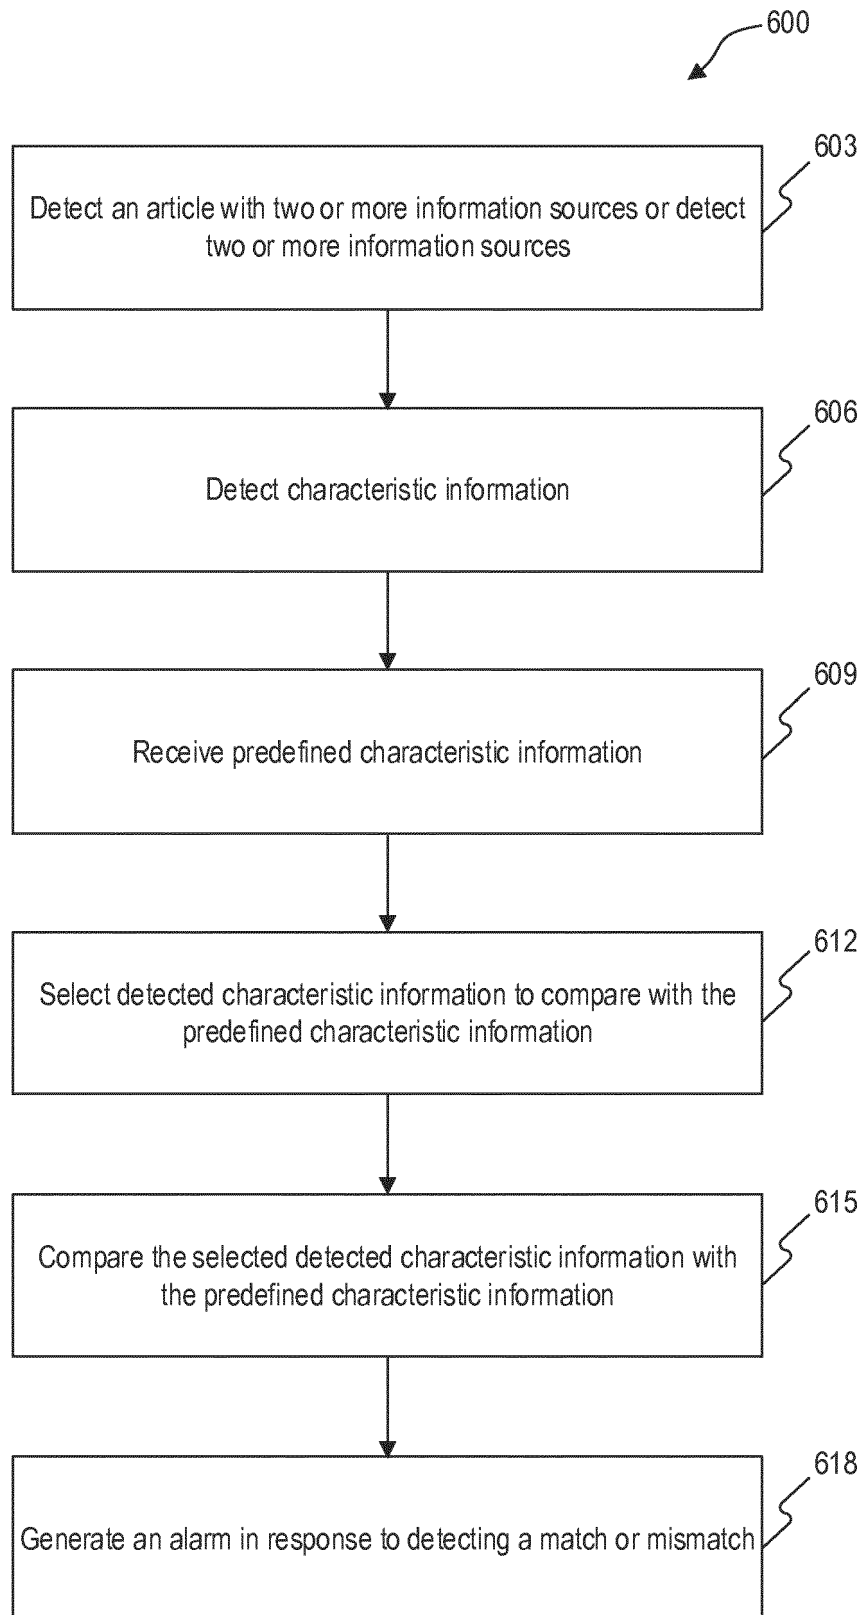 600
603
Detect an article with two or more information sources or detect
two or more information sources
606
Detect characteristic information
609
Receive predefined characteristic information
612
Select detected characteristic information to compare with the
predefined characteristic information
615
Compare the selected detected characteristic information with
the predefined characteristic information
618
Generate an alarm in response to detecting a match or mismatch